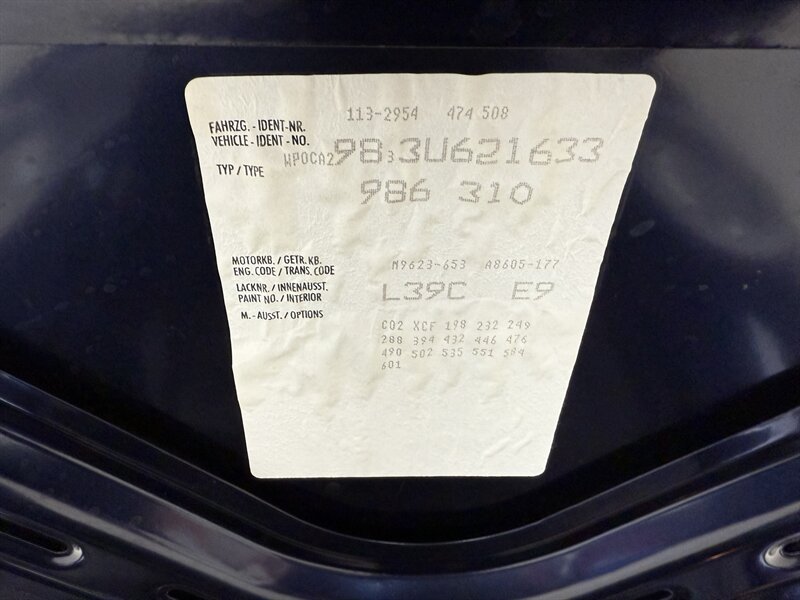 113-2954 474 508
FAHRZG.-IDENT-NR.
VEHICLE-IDENT-NO.
WP0CA2983 3U621633
TYP/TYPE
986 310
MOTORKB./GETR.KB.
ENG.CODE/TRANS.CODE
M9623-653 A8605-177
LACKNR./INNENAUSST.
PAINT NO./INTERIOR
L39C E9
M.-AUSST./OPTIONS
C02 XCF 198 232 249
288 394 432 446 476
490 502 535 551 584
601